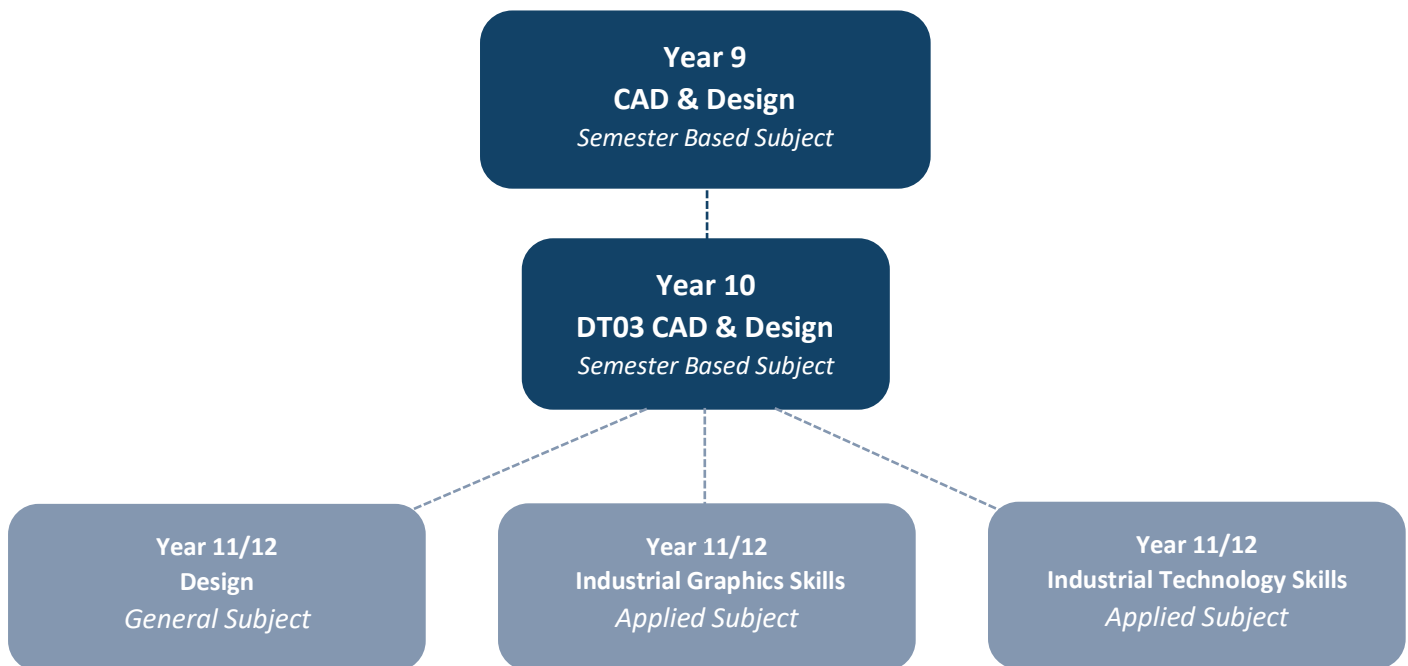 Year 9
CAD & Design
Semester Based Subject
Year 10
DT03 CAD & Design
Semester Based Subject
Year 11/12
Design
General Subject
Year 11/12
Industrial Graphics Skills
Applied Subject
Year 11/12
Industrial Technology Skills
Applied Subject